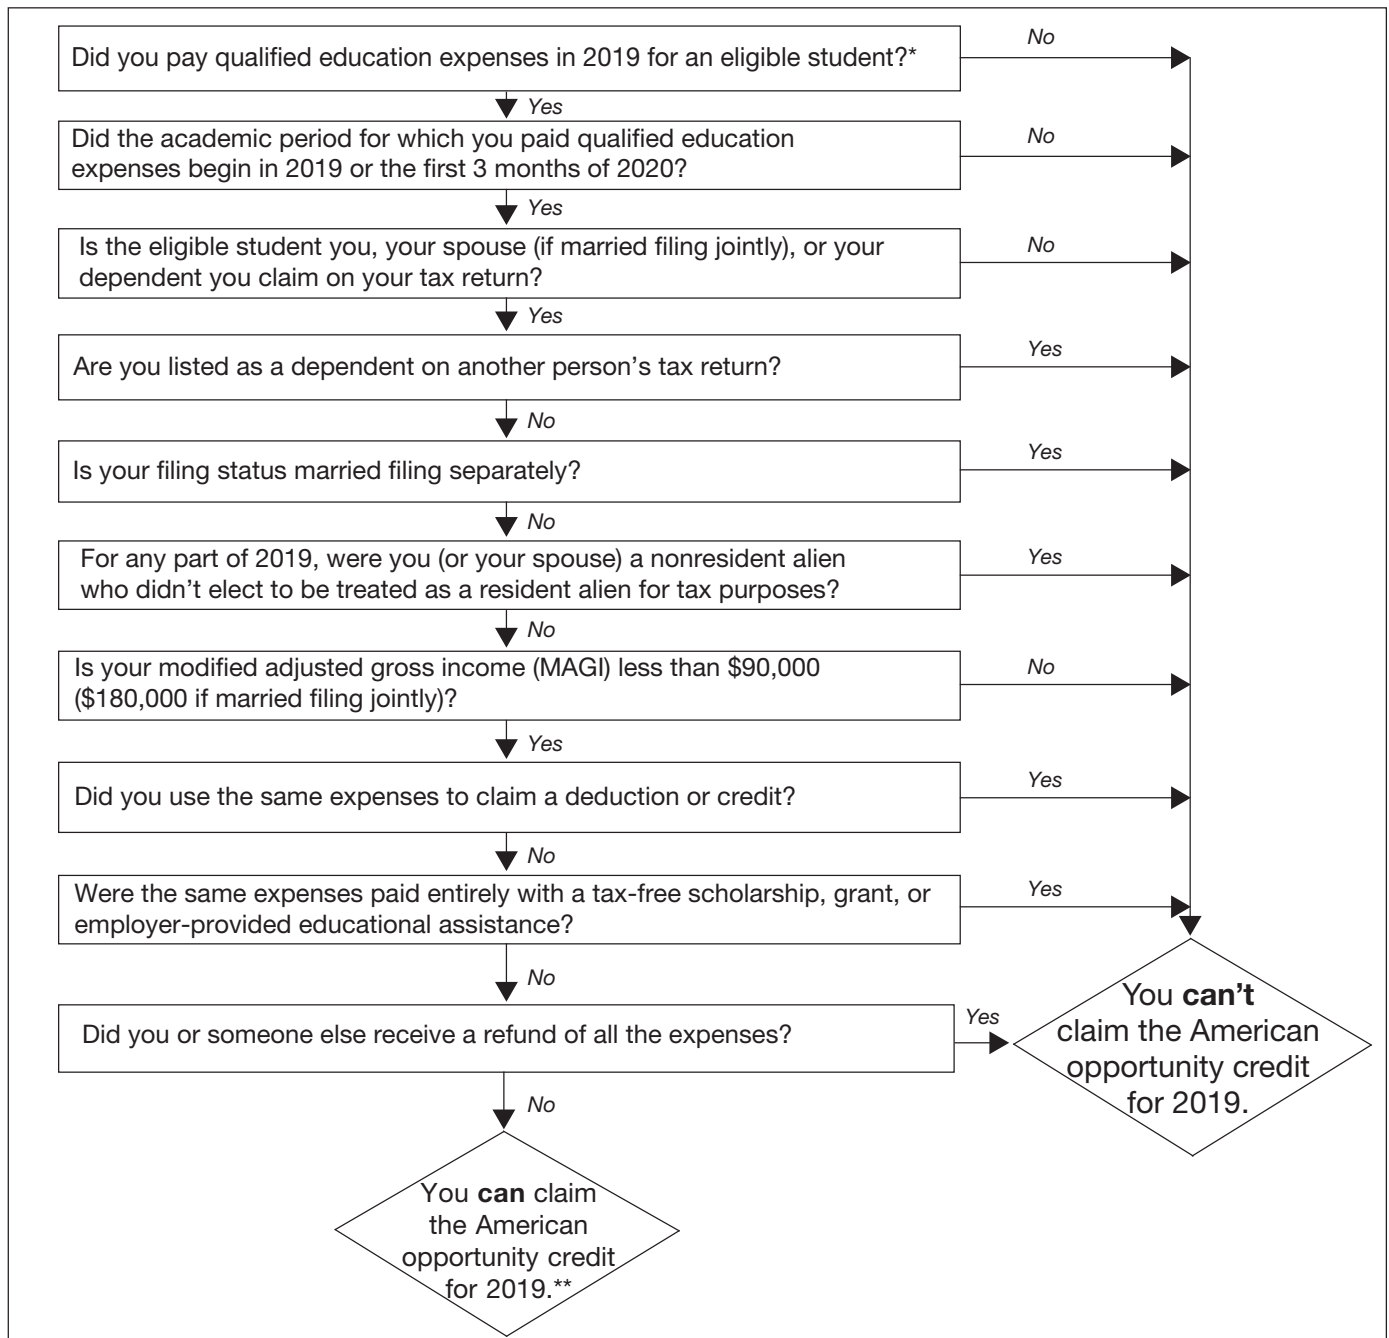 Did you pay qualified education expenses in 2019 for an eligible student?*
No
Yes
Did the academic period for which you paid qualified education
expenses begin in 2019 or the first 3 months of 2020?
No
Yes
Is the eligible student you, your spouse (if married filing jointly), or your
dependent you claim on your tax return?
No
Yes
Are you listed as a dependent on another person’s tax return?
Yes
No
Is your filing status married filing separately?
Yes
No
For any part of 2019, were you (or your spouse) a nonresident alien
who didn’t elect to be treated as a resident alien for tax purposes?
Yes
No
Is your modified adjusted gross income (MAGI) less than $90,000
($180,000 if married filing jointly)?
No
Yes
Did you use the same expenses to claim a deduction or credit?
Yes
No
Were the same expenses paid entirely with a tax-free scholarship, grant, or
employer-provided educational assistance?
Yes
No
Did you or someone else receive a refund of all the expenses?
Yes
You can't
claim the American
opportunity credit
for 2019.
No
You can claim
the American
opportunity credit
for 2019.**